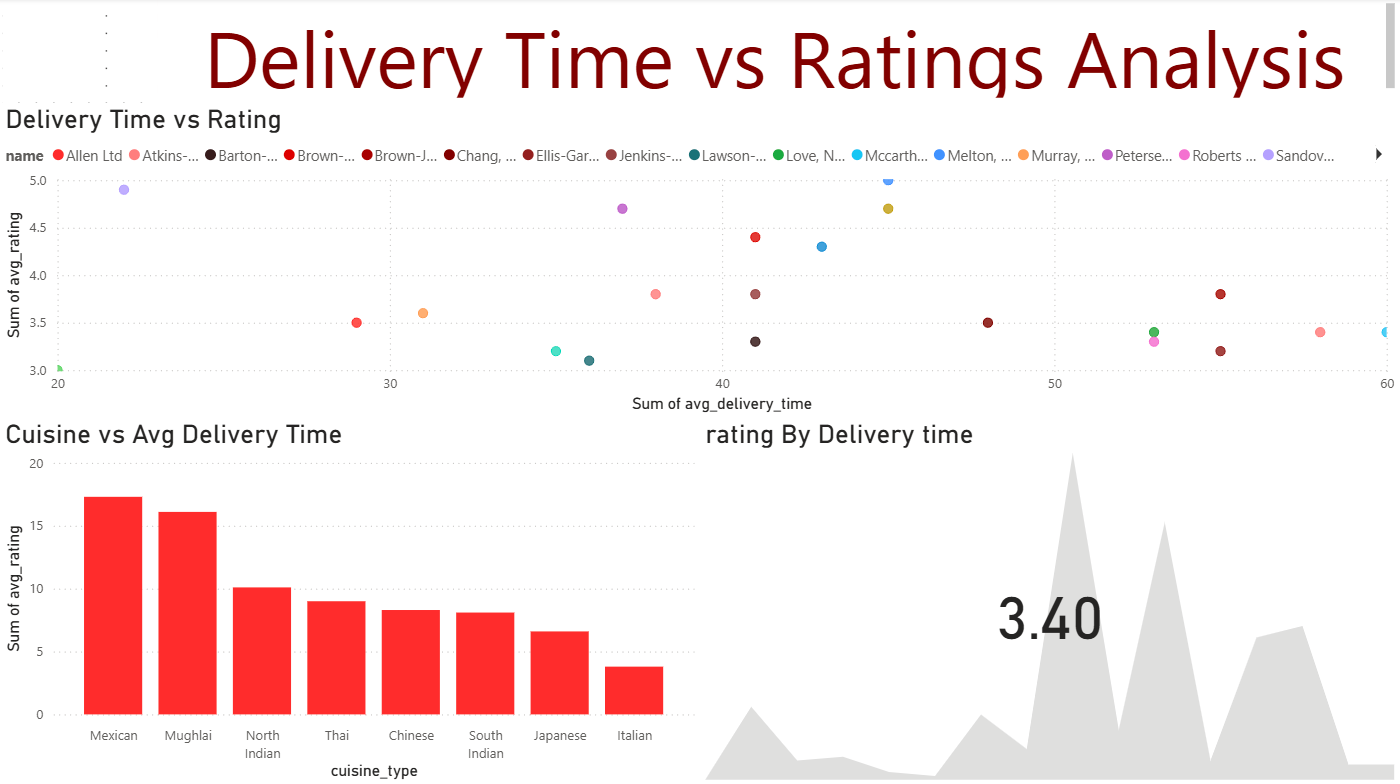 Delivery Time vs Ratings Analysis
Delivery Time vs Rating
name Allen Ltd Atkins-... Barton-... Brown-... Brown-J... Chang, ... Ellis-Gar... Jenkins-... Lawson-... Love, N... Mccarth... Melton, ... Murray, ... Peterse... Roberts ... Sandov...
5.0
4.5
4.0
3.5
3.0
Sum of avg_rating
20 30 40 50 60
Sum of avg_delivery_time
Cuisine vs Avg Delivery Time
20
15
10
5
0
Sum of avg_rating
Mexican Mughlai North Indian Thai Chinese South Indian Japanese Italian
cuisine_type
rating By Delivery time
3.40